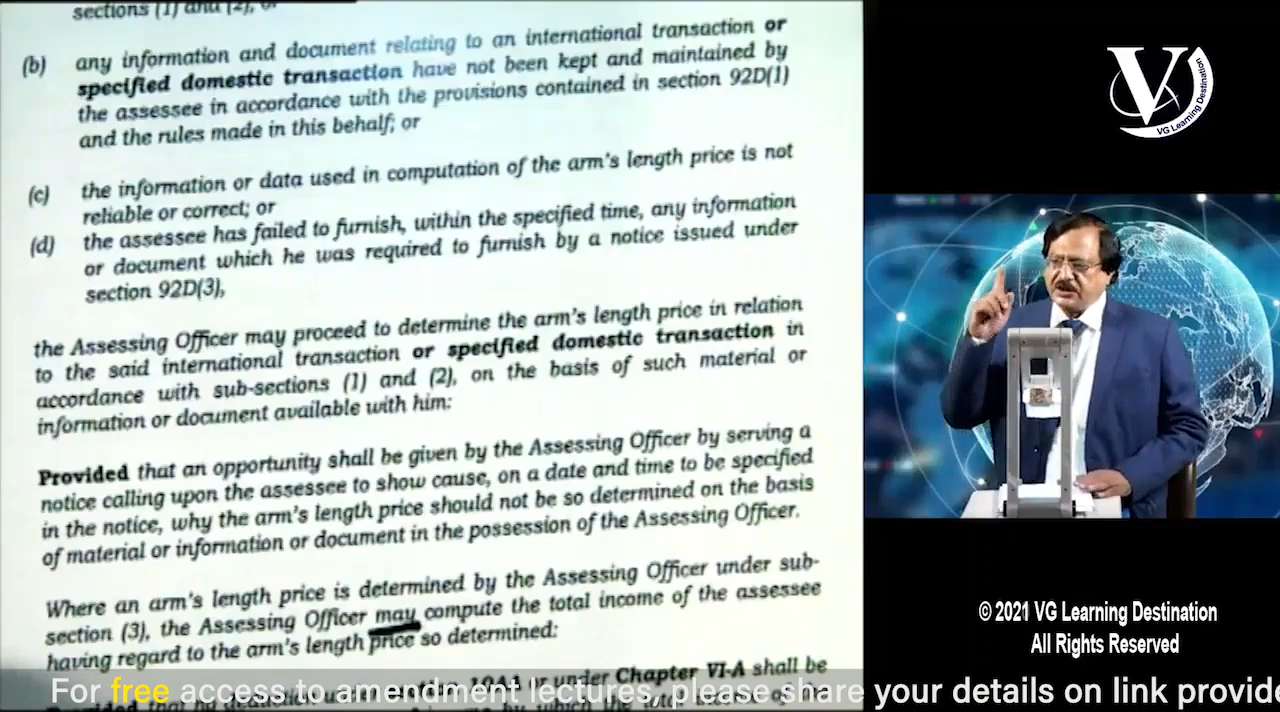 sections (1) and (2), or
(b) any information and document relating to an international transaction or
specified domestic transaction have not been kept and maintained by
the assessee in accordance with the provisions contained in section 92D(1)
and the rules made in this behalf; or
(c) the information or data used in computation of the arm's length price is not
reliable or correct; or
(d) the assessee has failed to furnish, within the specified time, any information
or document which he was required to furnish by a notice issued under
section 92D(3),
the Assessing Officer may proceed to determine the arm's length price in relation
to the said international transaction or specified domestic transaction in
accordance with sub-sections (1) and (2), on the basis of such material or
information or document available with him:
Provided that an opportunity shall be given by the Assessing Officer by serving a
notice calling upon the assessee to show cause, on a date and time to be specified
in the notice, why the arm's length price should not be so determined on the basis
of material or information or document in the possession of the Assessing Officer.
Where an arm's length price is determined by the Assessing Officer under sub-
section (3), the Assessing Officer may compute the total income of the assessee
having regard to the arm's length price so determined:
10AA or under Chapter VI-A shall be
For free access to amendment lectures, please share your details on link provide
V
VG Learning Destination
© 2021 VG Learning Destination
All Rights Reserved